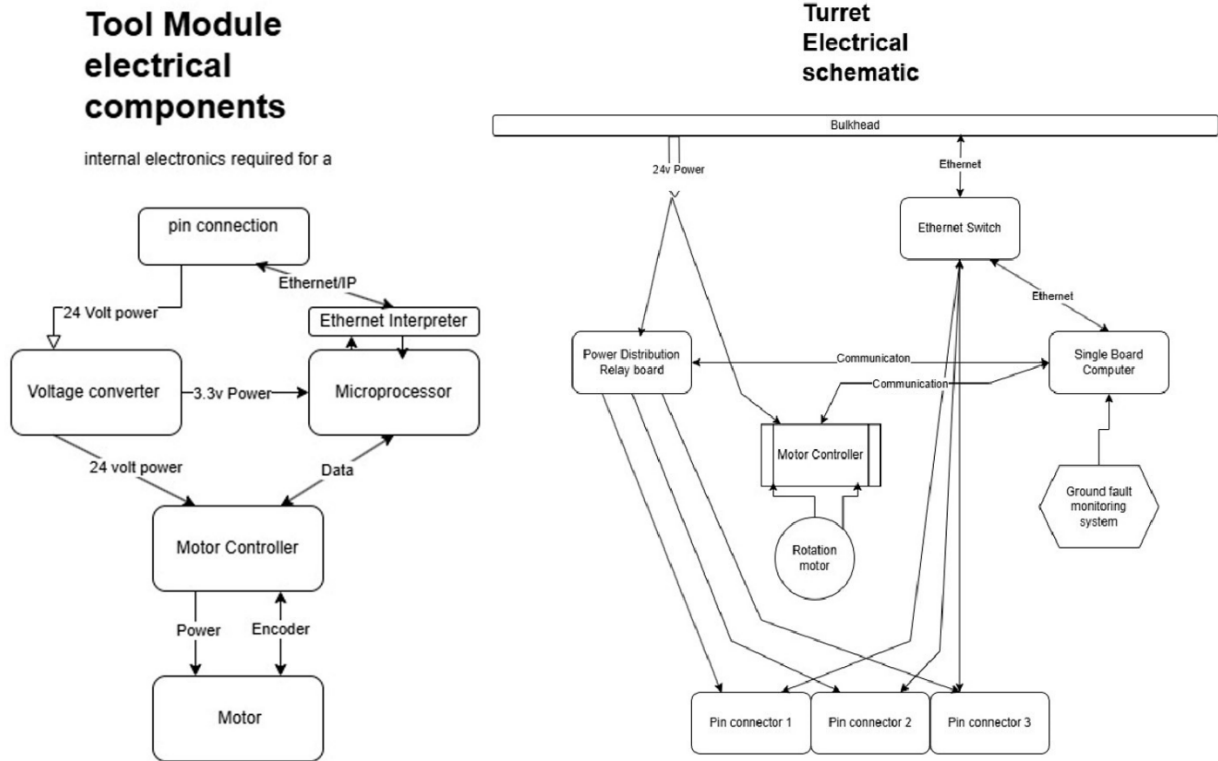 Tool Module
electrical
components
internal electronics required for a
pin connection
Ethernet/IP
24 Volt power
Ethernet Interpreter
Voltage converter
3.3v Power
Microprocessor
24 volt power
Data
Motor Controller
Power
Encoder
Motor
Turret
Electrical
schematic
Bulkhead
24v Power
Ethernet
Ethernet Switch
Ethernet
Power Distribution
Relay board
Communicaton
Single Board
Computer
Communication
Motor Controller
Ground fault
monitoring
system
Rotation
motor
Pin connector 1
Pin connector 2
Pin connector 3